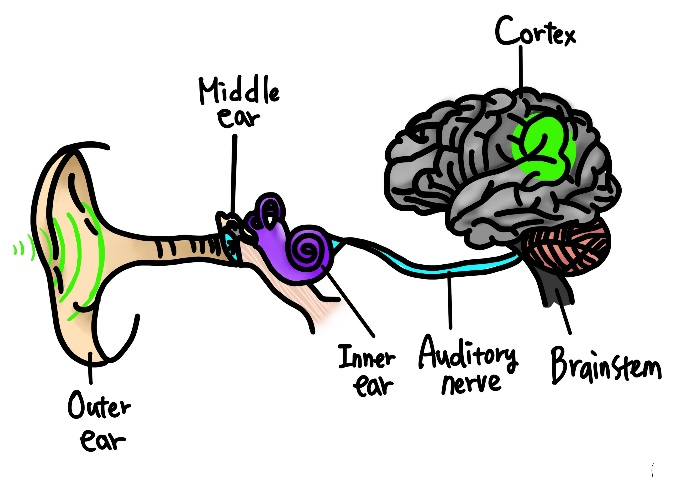 Cortex
Middle
ear
Inner
ear
Auditory
nerve
Brainstem
Outer
ear